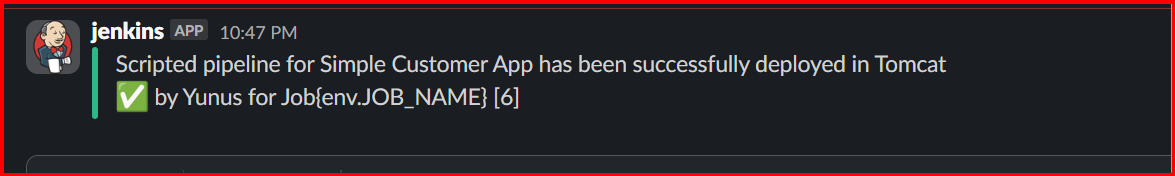 jenkins APP 10:47 PM
Scripted pipeline for Simple Customer App has been successfully deployed in Tomcat
✅ by Yunus for Job{env.JOB_NAME} [6]